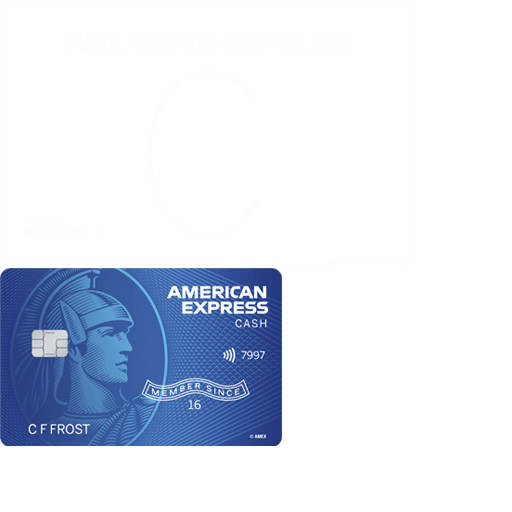 AMERICAN
EXPRESS
CASH
7997
MEMBER SINCE
16
C F FROST
© AMEX